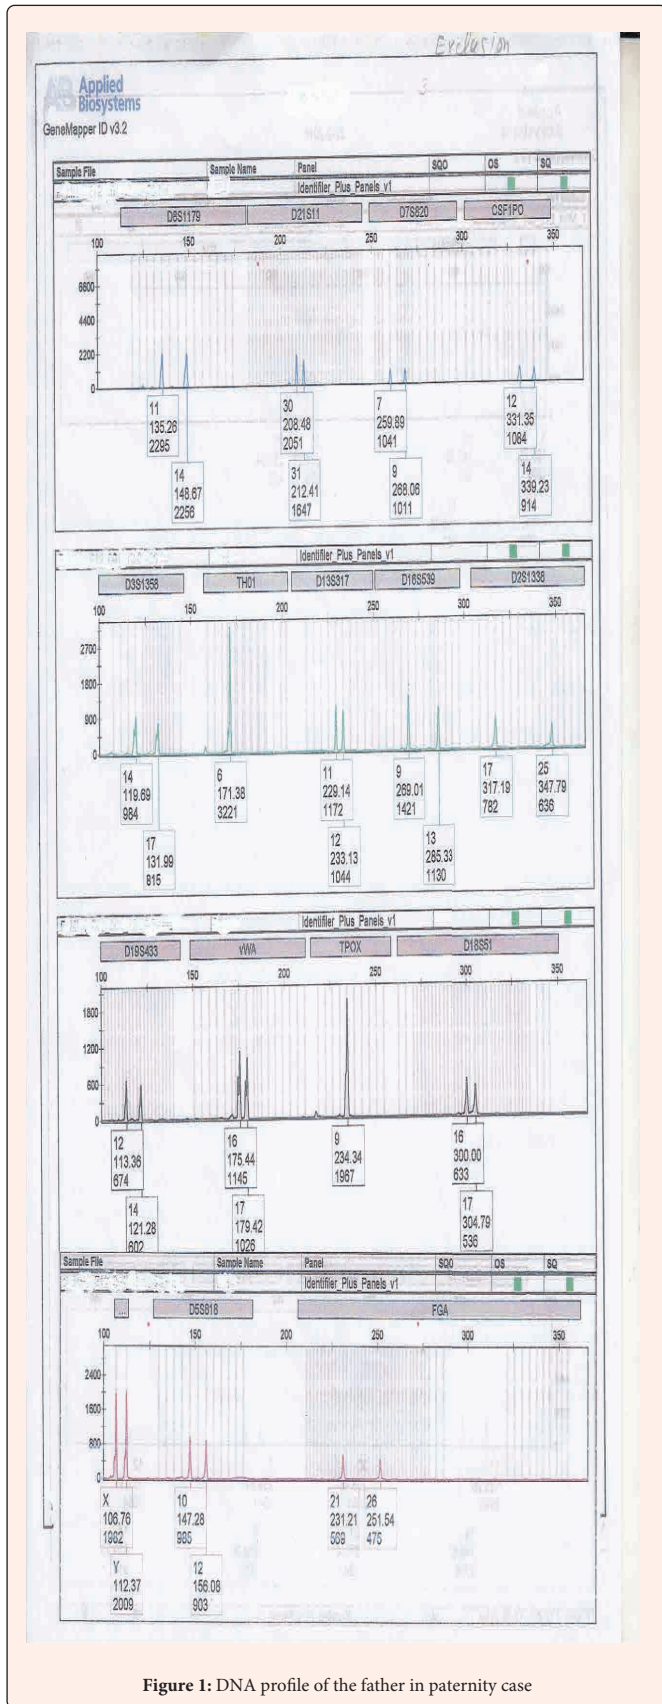 Exclusion
AB Applied
Biosystems
GeneMapper ID v3.2
Sample File Sample Name Panel SQO OS SQ
Identifiler_Plus_Panels_v1
D8S1179 D21S11 D7S820 CSF1PO
100 150 200 250 300 350
6600
4400
2200
0
11 30 7 12
135.26 208.48 259.89 331.35
2295 2051 1041 1084
14 31 9 14
148.67 212.41 268.06 339.23
2256 1647 1011 914
Identifiler_Plus_Panels_v1
D3S1358 TH01 D13S317 D16S539 D2S1338
100 150 200 250 300 350
2700
1800
900
0
14 6 11 9 17 25
119.69 171.38 229.14 269.01 317.19 347.79
984 3221 1172 1421 782 636
17 12 13
131.99 233.13 285.33
815 1044 1130
Identifiler_Plus_Panels_v1
D19S433 vWA TPOX D18S51
100 150 200 250 300 350
1800
1200
600
0
12 16 9 16
113.36 175.44 234.34 300.00
674 1145 1967 633
14 17 17
121.28 179.42 304.79
602 1026 536
Sample File Sample Name Panel SQO OS SQ
Identifiler_Plus_Panels_v1
... D5S818 FGA
100 150 200 250 300 350
2400
1600
800
0
X 10 21 26
106.76 147.28 231.21 251.54
1962 985 569 475
Y 12
112.37 156.08
2009 903
Figure 1: DNA profile of the father in paternity case